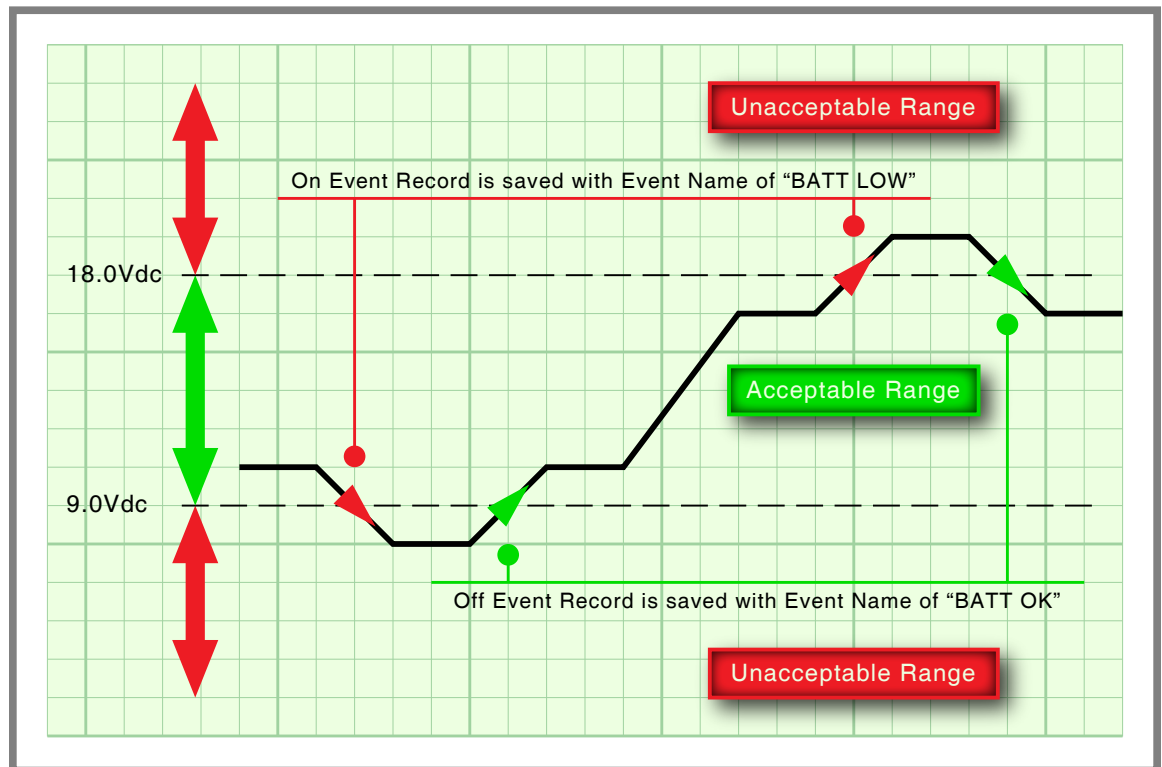 Unacceptable Range
On Event Record is saved with Event Name of “BATT LOW”
18.0Vdc
Acceptable Range
9.0Vdc
Off Event Record is saved with Event Name of “BATT OK”
Unacceptable Range